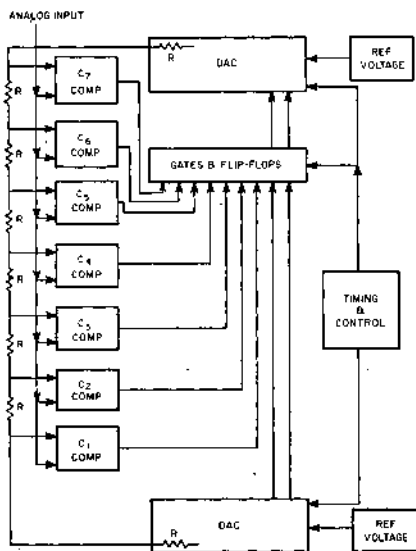 ANALOG INPUT
R
DAC
REF
VOLTAGE
C7
COMP
R
C6
COMP
R
GATES & FLIP-FLOPS
C5
COMP
R
C4
COMP
R
TIMING
&
CONTROL
C3
COMP
R
C2
COMP
R
C1
COMP
R
DAC
REF
VOLTAGE